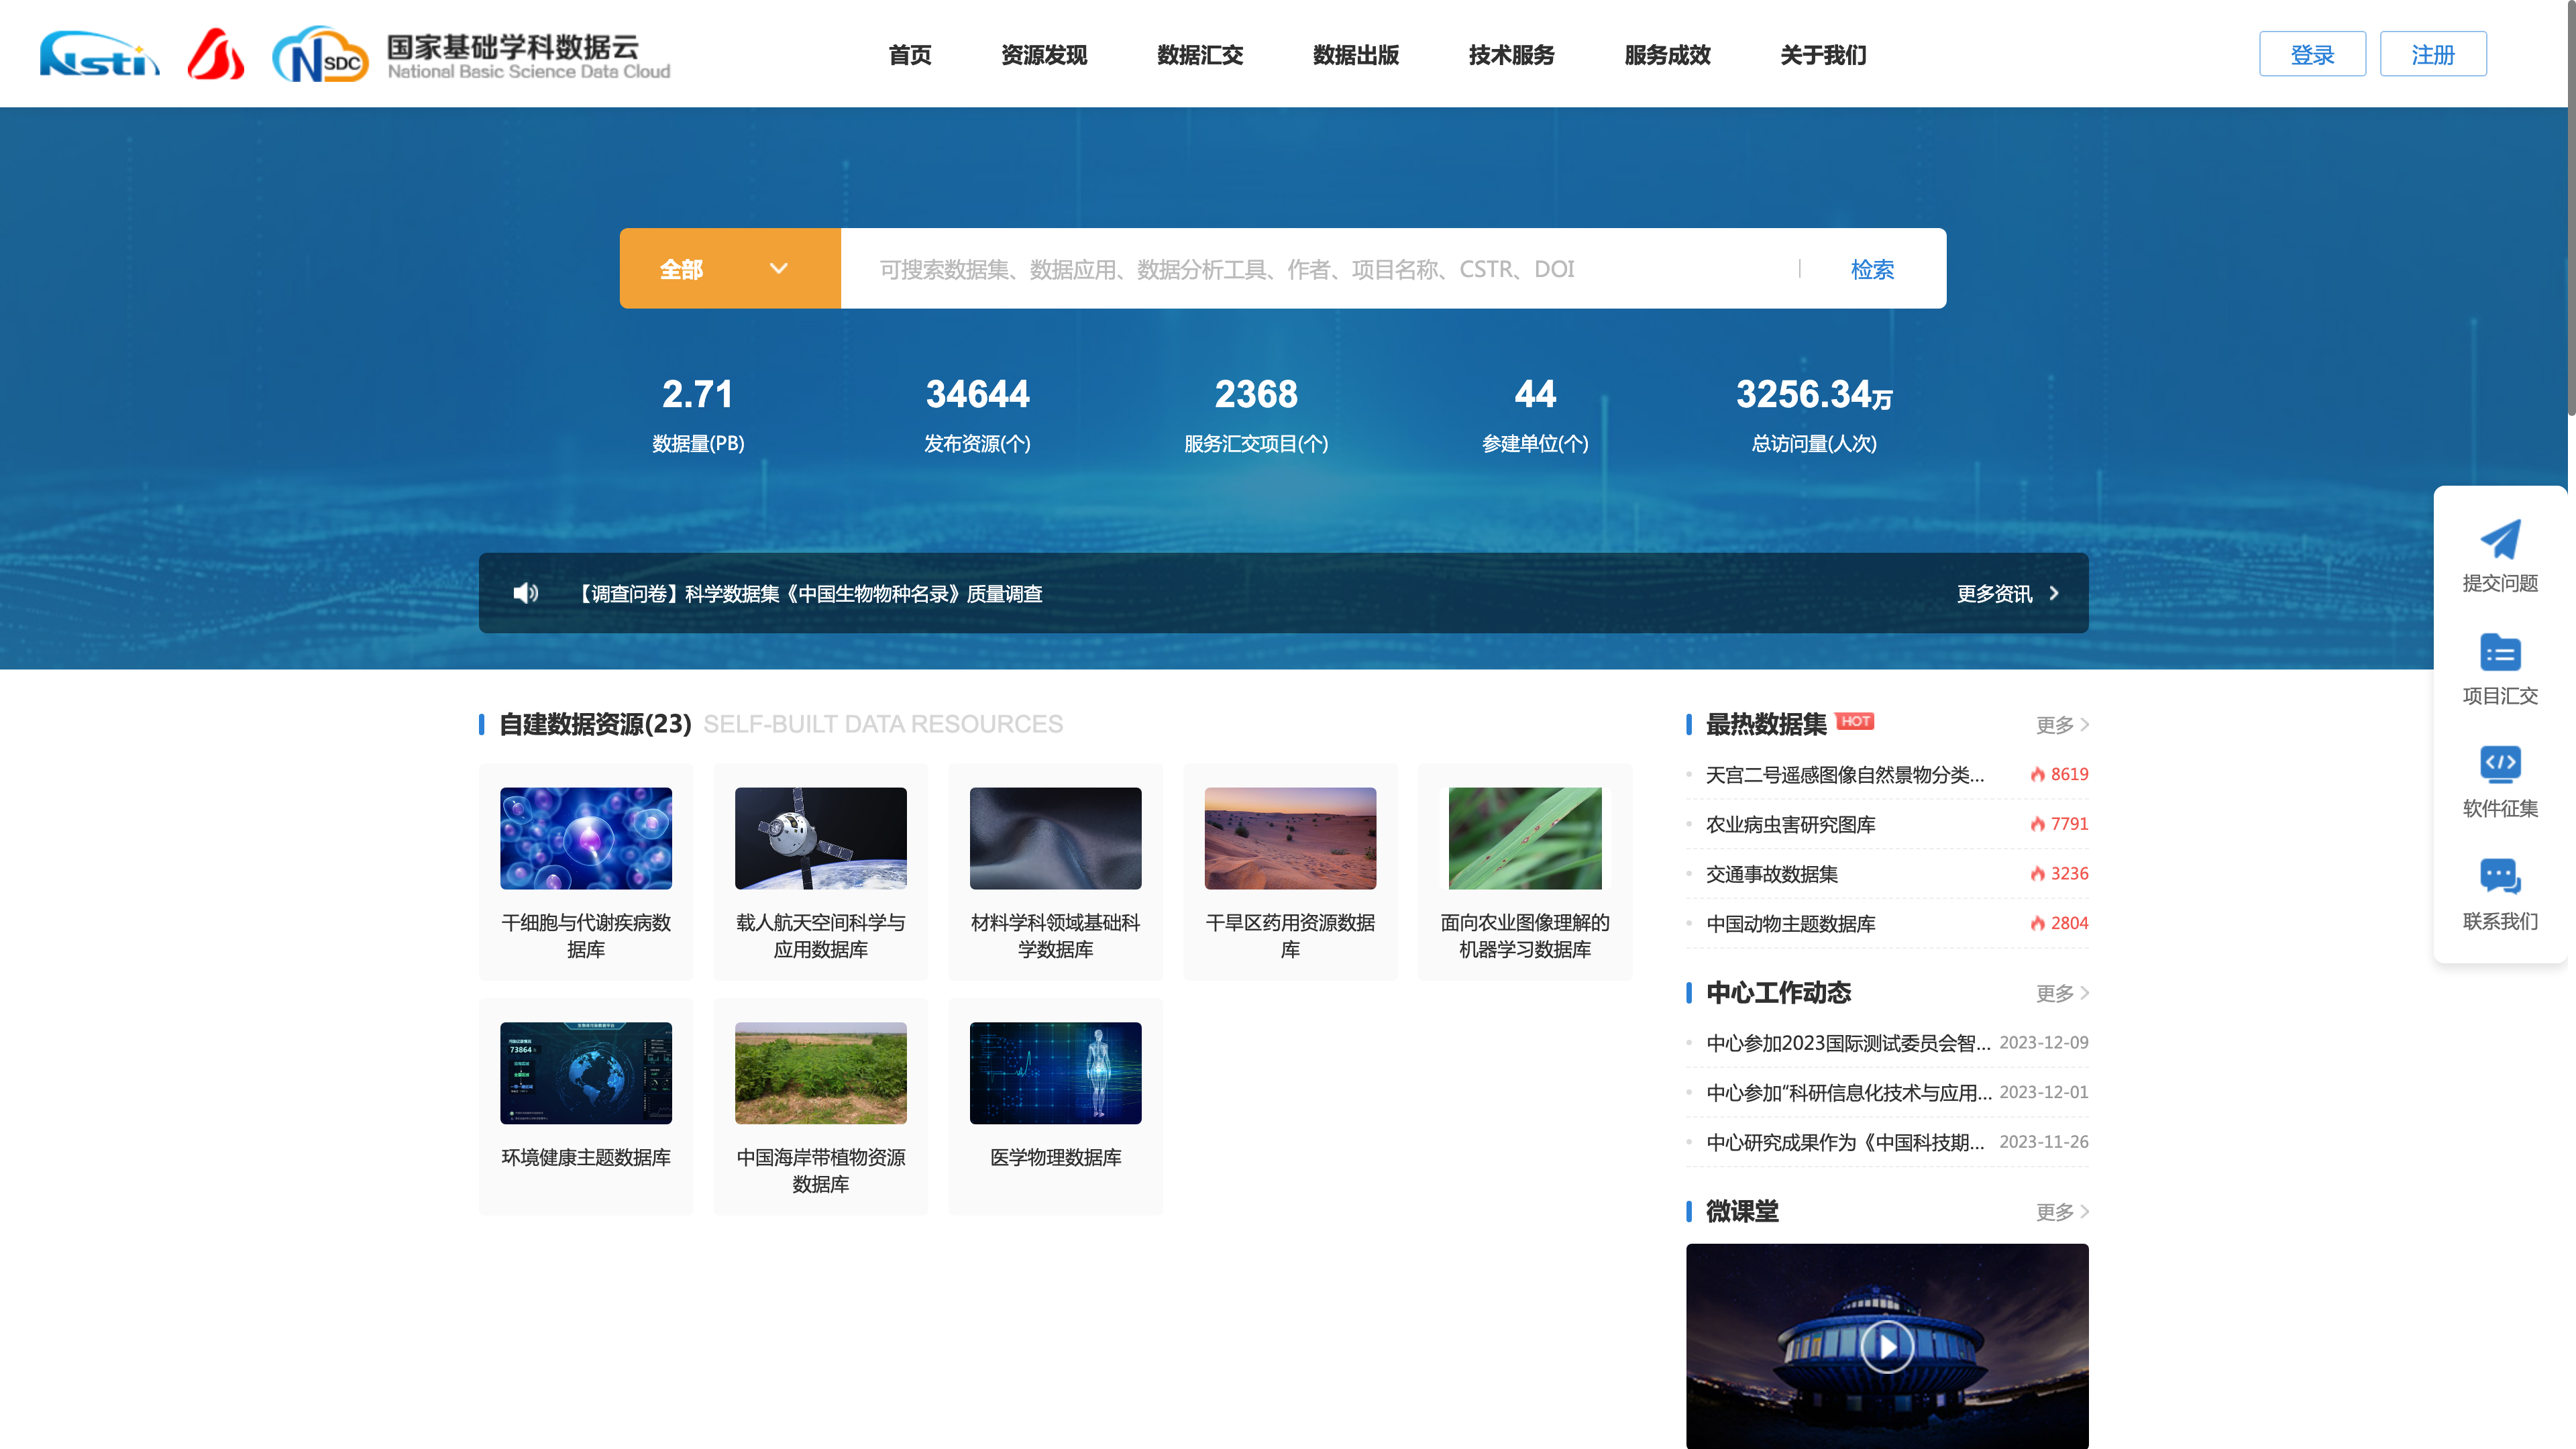 Nsti
NSDC
国家基础学科数据云
National Basic Science Data Cloud
首页
资源发现
数据汇交
数据出版
技术服务
服务成效
关于我们
登录
注册
全部
可搜索数据集、数据应用、数据分析工具、作者、项目名称、CSTR、DOI
检索
2.71
数据量(PB)
34644
发布资源(个)
2368
服务汇交项目(个)
44
参建单位(个)
3256.34万
总访问量(人次)
【调查问卷】科学数据集《中国生物物种名录》质量调查
更多资讯
提交问题
项目汇交
软件征集
联系我们
自建数据资源(23) SELF-BUILT DATA RESOURCES
干细胞与代谢疾病数
据库
载人航天空间科学与
应用数据库
材料学科领域基础科
学数据库
干旱区药用资源数据
库
面向农业图像理解的
机器学习数据库
73864
环境健康主题数据库
中国海岸带植物资源
数据库
医学物理数据库
最热数据集 HOT
更多
天宫二号遥感图像自然景物分类... 8619
农业病虫害研究图库 7791
交通事故数据集 3236
中国动物主题数据库 2804
中心工作动态
更多
中心参加2023国际测试委员会智... 2023-12-09
中心参加“科研信息化技术与应用... 2023-12-01
中心研究成果作为《中国科技期... 2023-11-26
微课堂
更多